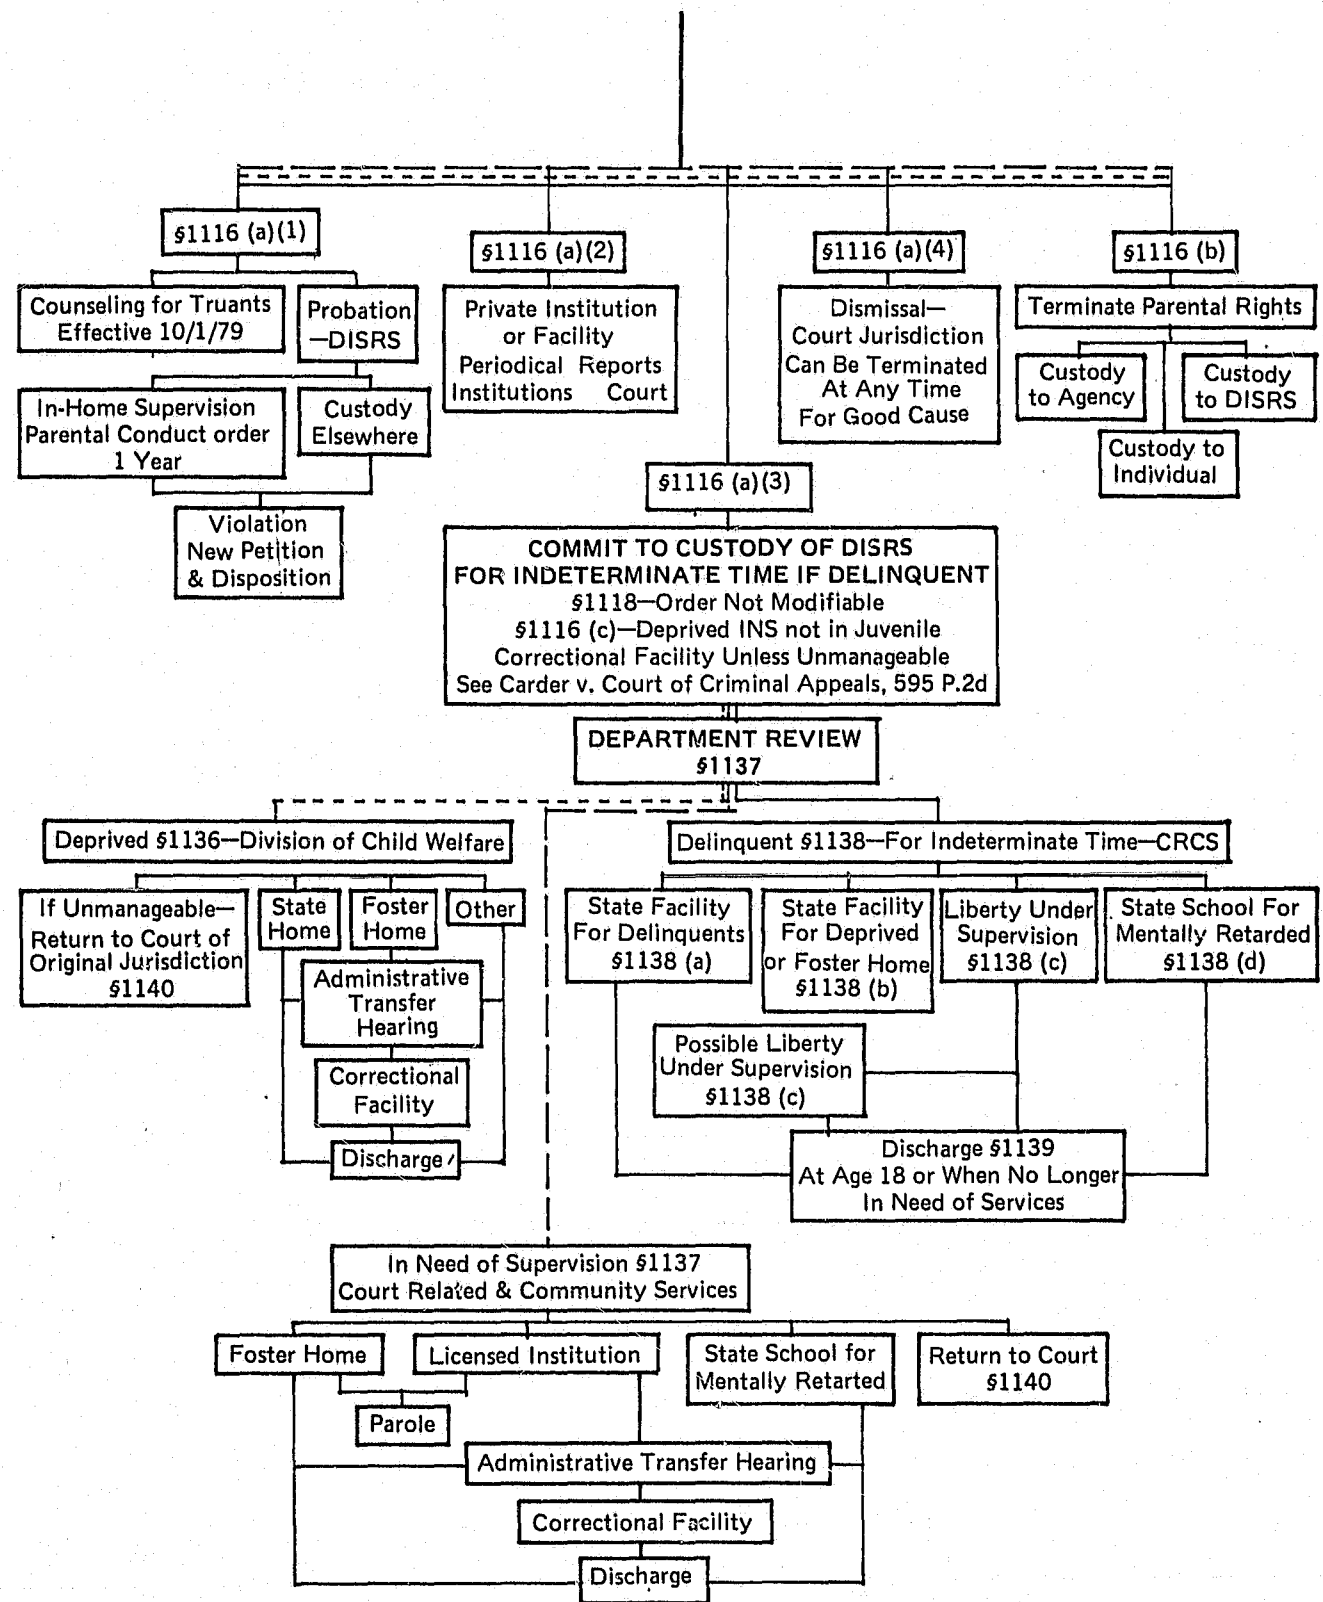 §1116 (a)(1)
Counseling for Truants
Effective 10/1/79
Probation
—DISRS
In-Home Supervision
Parental Conduct order
1 Year
Custody
Elsewhere
Violation
New Petition
& Disposition
§1116 (a)(2)
Private Institution
or Facility
Periodical Reports
Institutions Court
§1116 (a)(4)
Dismissal—
Court Jurisdiction
Can Be Terminated
At Any Time
For Good Cause
§1116 (b)
Terminate Parental Rights
Custody
to Agency
Custody
to DISRS
Custody to
Individual
§1116 (a)(3)
COMMIT TO CUSTODY OF DISRS
FOR INDETERMINATE TIME IF DELINQUENT
§1118—Order Not Modifiable
§1116 (c)—Deprived INS not in Juvenile
Correctional Facility Unless Unmanageable
See Carder v. Court of Criminal Appeals, 595 P.2d
DEPARTMENT REVIEW
§1137
Deprived §1136—Division of Child Welfare
If Unmanageable—
Return to Court of
Original Jurisdiction
§1140
State
Home
Foster
Home
Other
Administrative
Transfer
Hearing
Correctional
Facility
Discharge
Delinquent §1138—For Indeterminate Time—CRCS
State Facility
For Delinquents
§1138 (a)
State Facility
For Deprived
or Foster Home
§1138 (b)
Liberty Under
Supervision
§1138 (c)
State School For
Mentally Retarded
§1138 (d)
Possible Liberty
Under Supervision
§1138 (c)
Discharge §1139
At Age 18 or When No Longer
In Need of Services
In Need of Supervision §1137
Court Related & Community Services
Foster Home
Licensed Institution
State School for
Mentally Retarted
Return to Court
§1140
Parole
Administrative Transfer Hearing
Correctional Facility
Discharge